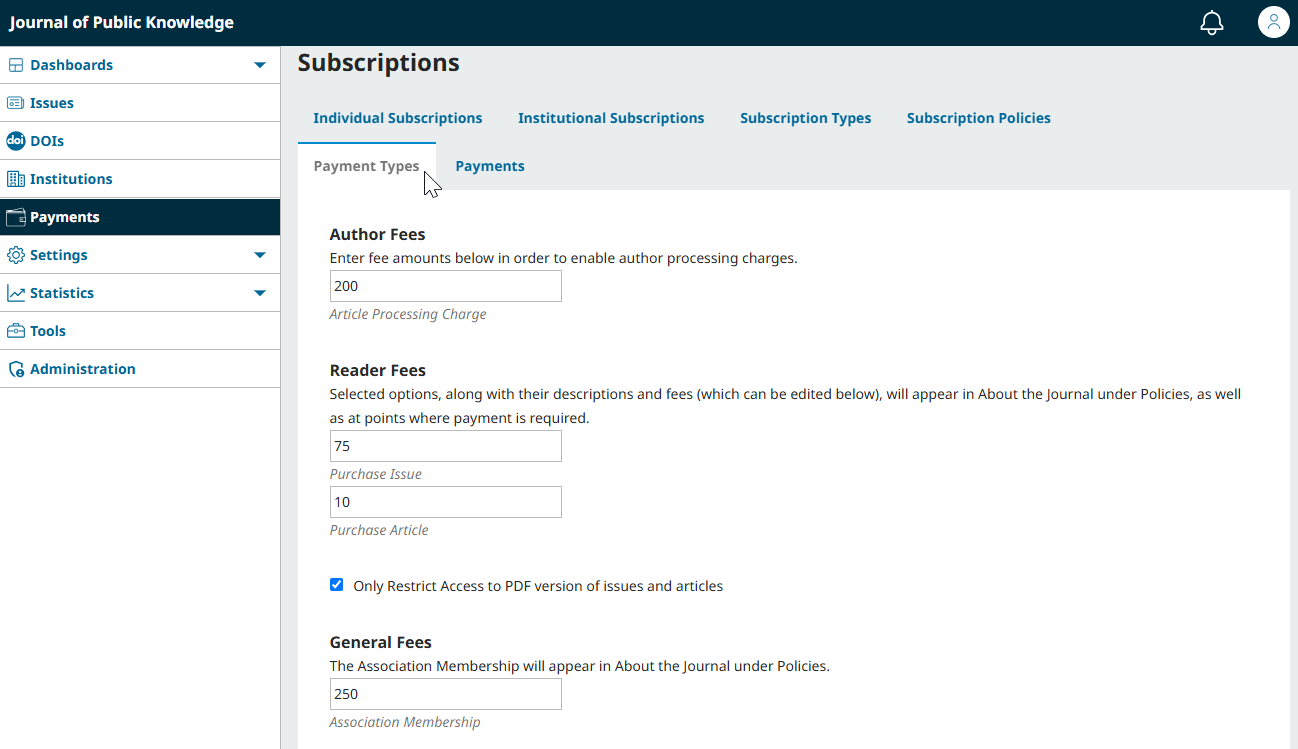 Journal of Public Knowledge
Dashboards
Issues
doi DOIs
Institutions
Payments
Settings
Statistics
Tools
Administration
Subscriptions
Individual Subscriptions Institutional Subscriptions Subscription Types Subscription Policies
Payment Types Payments
Author Fees
Enter fee amounts below in order to enable author processing charges.
200
Article Processing Charge
Reader Fees
Selected options, along with their descriptions and fees (which can be edited below), will appear in About the Journal under Policies, as well
as at points where payment is required.
75
Purchase Issue
10
Purchase Article
Only Restrict Access to PDF version of issues and articles
General Fees
The Association Membership will appear in About the Journal under Policies.
250
Association Membership